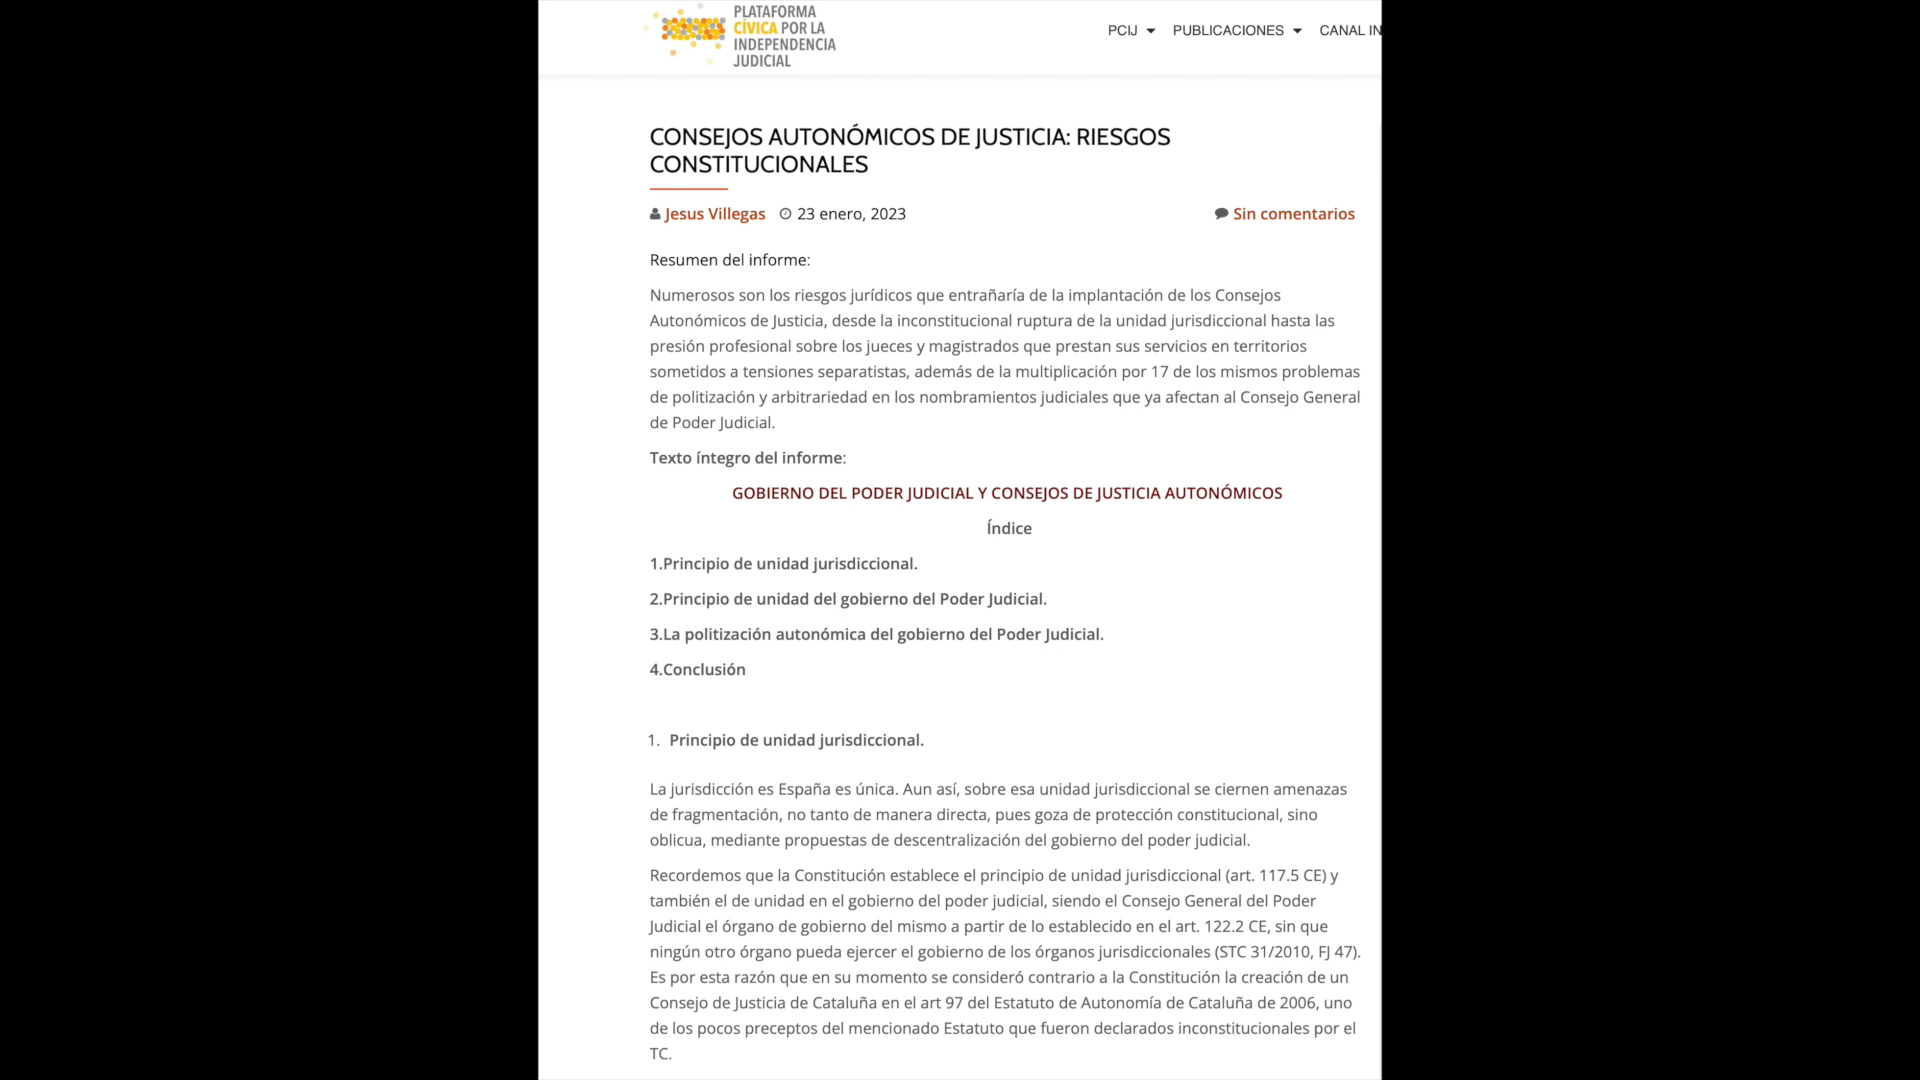 PLATAFORMA
CÍVICA POR LA
INDEPENDENCIA
JUDICIAL
PCIJ
PUBLICACIONES
CANAL IN
CONSEJOS AUTONÓMICOS DE JUSTICIA: RIESGOS
CONSTITUCIONALES
Jesus Villegas 23 enero, 2023 Sin comentarios
Resumen del informe:
Numerosos son los riesgos jurídicos que entrañaría de la implantación de los Consejos
Autonómicos de Justicia, desde la inconstitucional ruptura de la unidad jurisdiccional hasta las
presión profesional sobre los jueces y magistrados que prestan sus servicios en territorios
sometidos a tensiones separatistas, además de la multiplicación por 17 de los mismos problemas
de politización y arbitrariedad en los nombramientos judiciales que ya afectan al Consejo General
de Poder Judicial.
Texto íntegro del informe:
GOBIERNO DEL PODER JUDICIAL Y CONSEJOS DE JUSTICIA AUTONÓMICOS
Índice
1.Principio de unidad jurisdiccional.
2.Principio de unidad del gobierno del Poder Judicial.
3.La politización autonómica del gobierno del Poder Judicial.
4.Conclusión
1. Principio de unidad jurisdiccional.
La jurisdicción es España es única. Aun así, sobre esa unidad jurisdiccional se ciernen amenazas
de fragmentación, no tanto de manera directa, pues goza de protección constitucional, sino
oblicua, mediante propuestas de descentralización del gobierno del poder judicial.
Recordemos que la Constitución establece el principio de unidad jurisdiccional (art. 117.5 CE) y
también el de unidad en el gobierno del poder judicial, siendo el Consejo General del Poder
Judicial el órgano de gobierno del mismo a partir de lo establecido en el art. 122.2 CE, sin que
ningún otro órgano pueda ejercer el gobierno de los órganos jurisdiccionales (STC 31/2010, FJ 47).
Es por esta razón que en su momento se consideró contrario a la Constitución la creación de un
Consejo de Justicia de Cataluña en el art 97 del Estatuto de Autonomía de Cataluña de 2006, uno
de los pocos preceptos del mencionado Estatuto que fueron declarados inconstitucionales por el
TC.